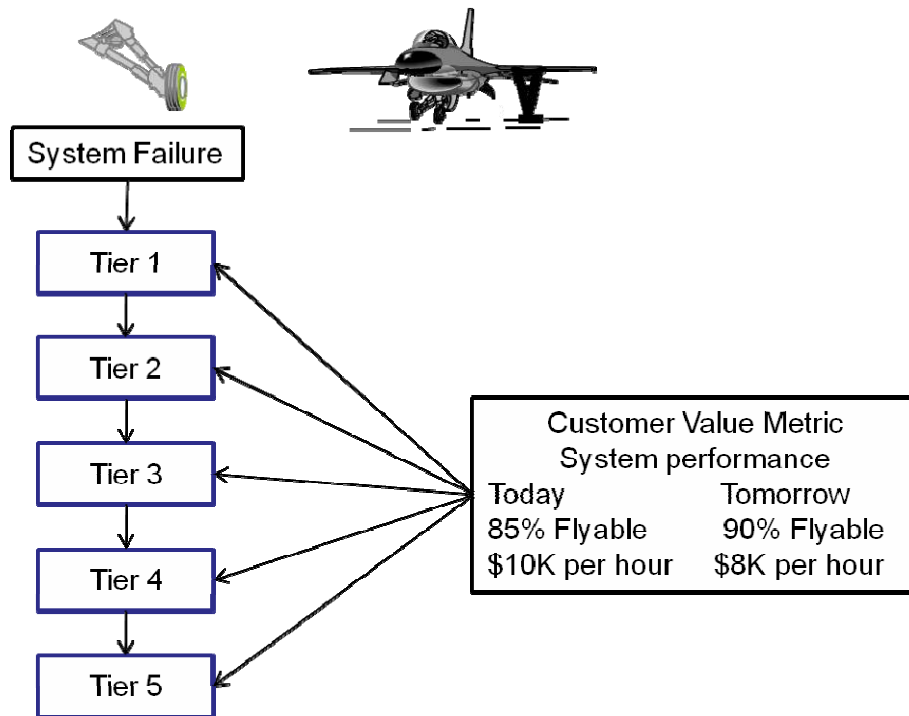 System Failure
Tier 1
Tier 2
Tier 3
Tier 4
Tier 5
Customer Value Metric
System performance
Today Tomorrow
85% Flyable 90% Flyable
$10K per hour $8K per hour